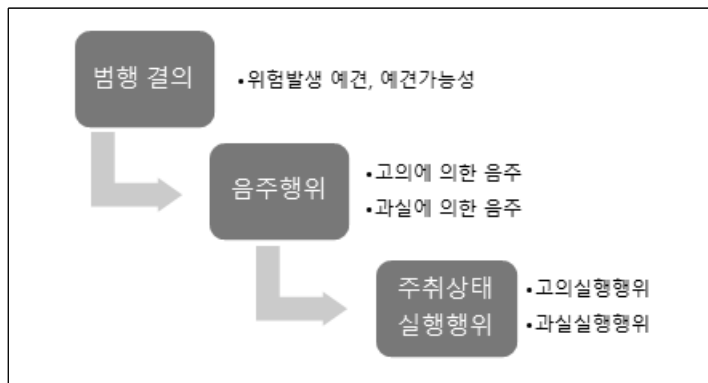 범행 결의
•위험발생 예견, 예견가능성
음주행위
•고의에 의한 음주
•과실에 의한 음주
주취상태
실행행위
•고의실행행위
•과실실행행위